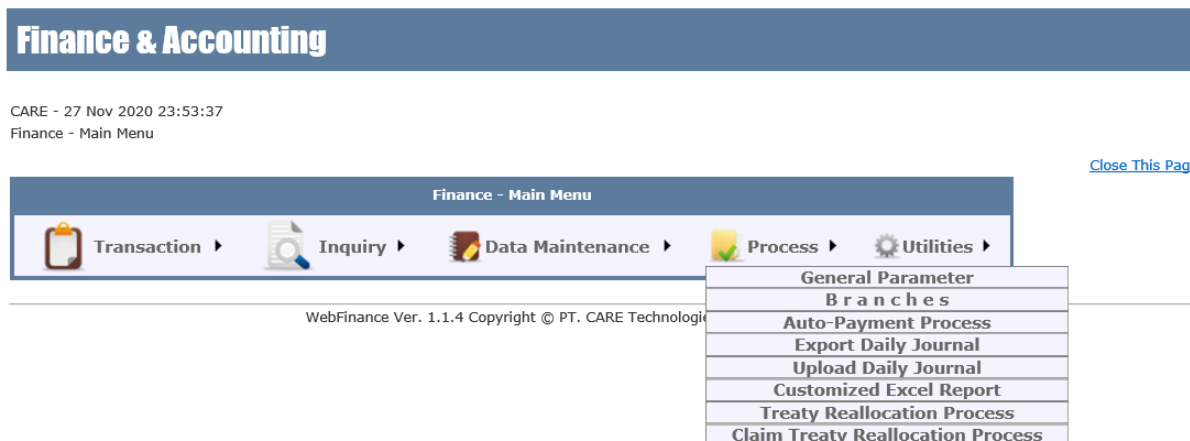 Finance & Accounting
CARE - 27 Nov 2020 23:53:37
Finance - Main Menu
Close This Pag
Finance - Main Menu
Transaction Inquiry Data Maintenance Process Utilities
General Parameter
B r a n c h e s
WebFinance Ver. 1.1.4 Copyright © PT. CARE Technologie
Auto-Payment Process
Export Daily Journal
Upload Daily Journal
Customized Excel Report
Treaty Reallocation Process
Claim Treaty Reallocation Process